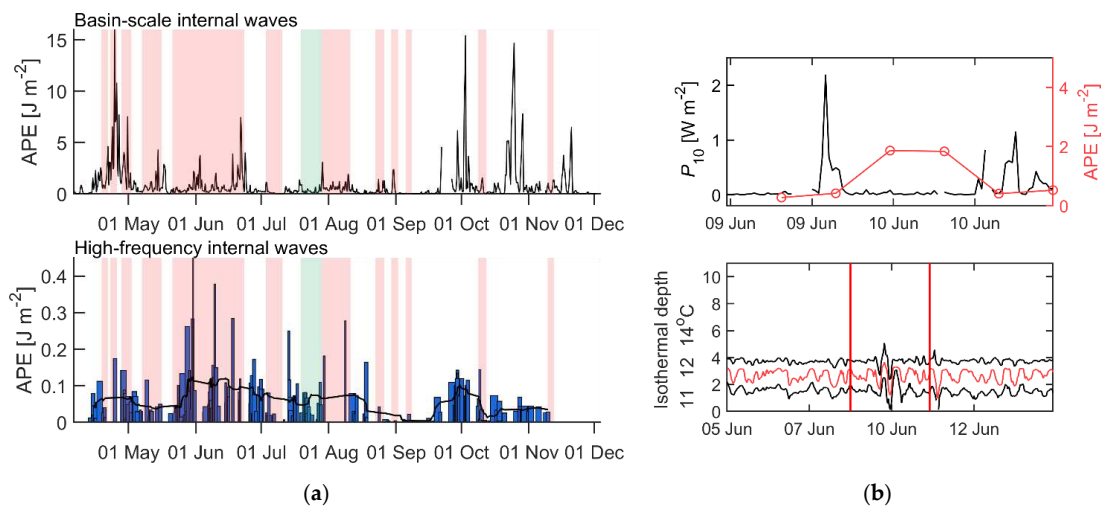 Basin-scale internal waves
APE [J m-2]
15
10
5
0
01 May 01 Jun 01 Jul 01 Aug 01 Sep 01 Oct 01 Nov 01 Dec
High-frequency internal waves
APE [J m-2]
0.4
0.3
0.2
0.1
0
01 May 01 Jun 01 Jul 01 Aug 01 Sep 01 Oct 01 Nov 01 Dec
(a)
P10 [W m-2]
2
1
0
APE [J m-2]
4
2
0
09 Jun 09 Jun 10 Jun 10 Jun
Isothermal depth
11 12 14oC
10
8
6
4
2
0
05 Jun 07 Jun 10 Jun 12 Jun
(b)